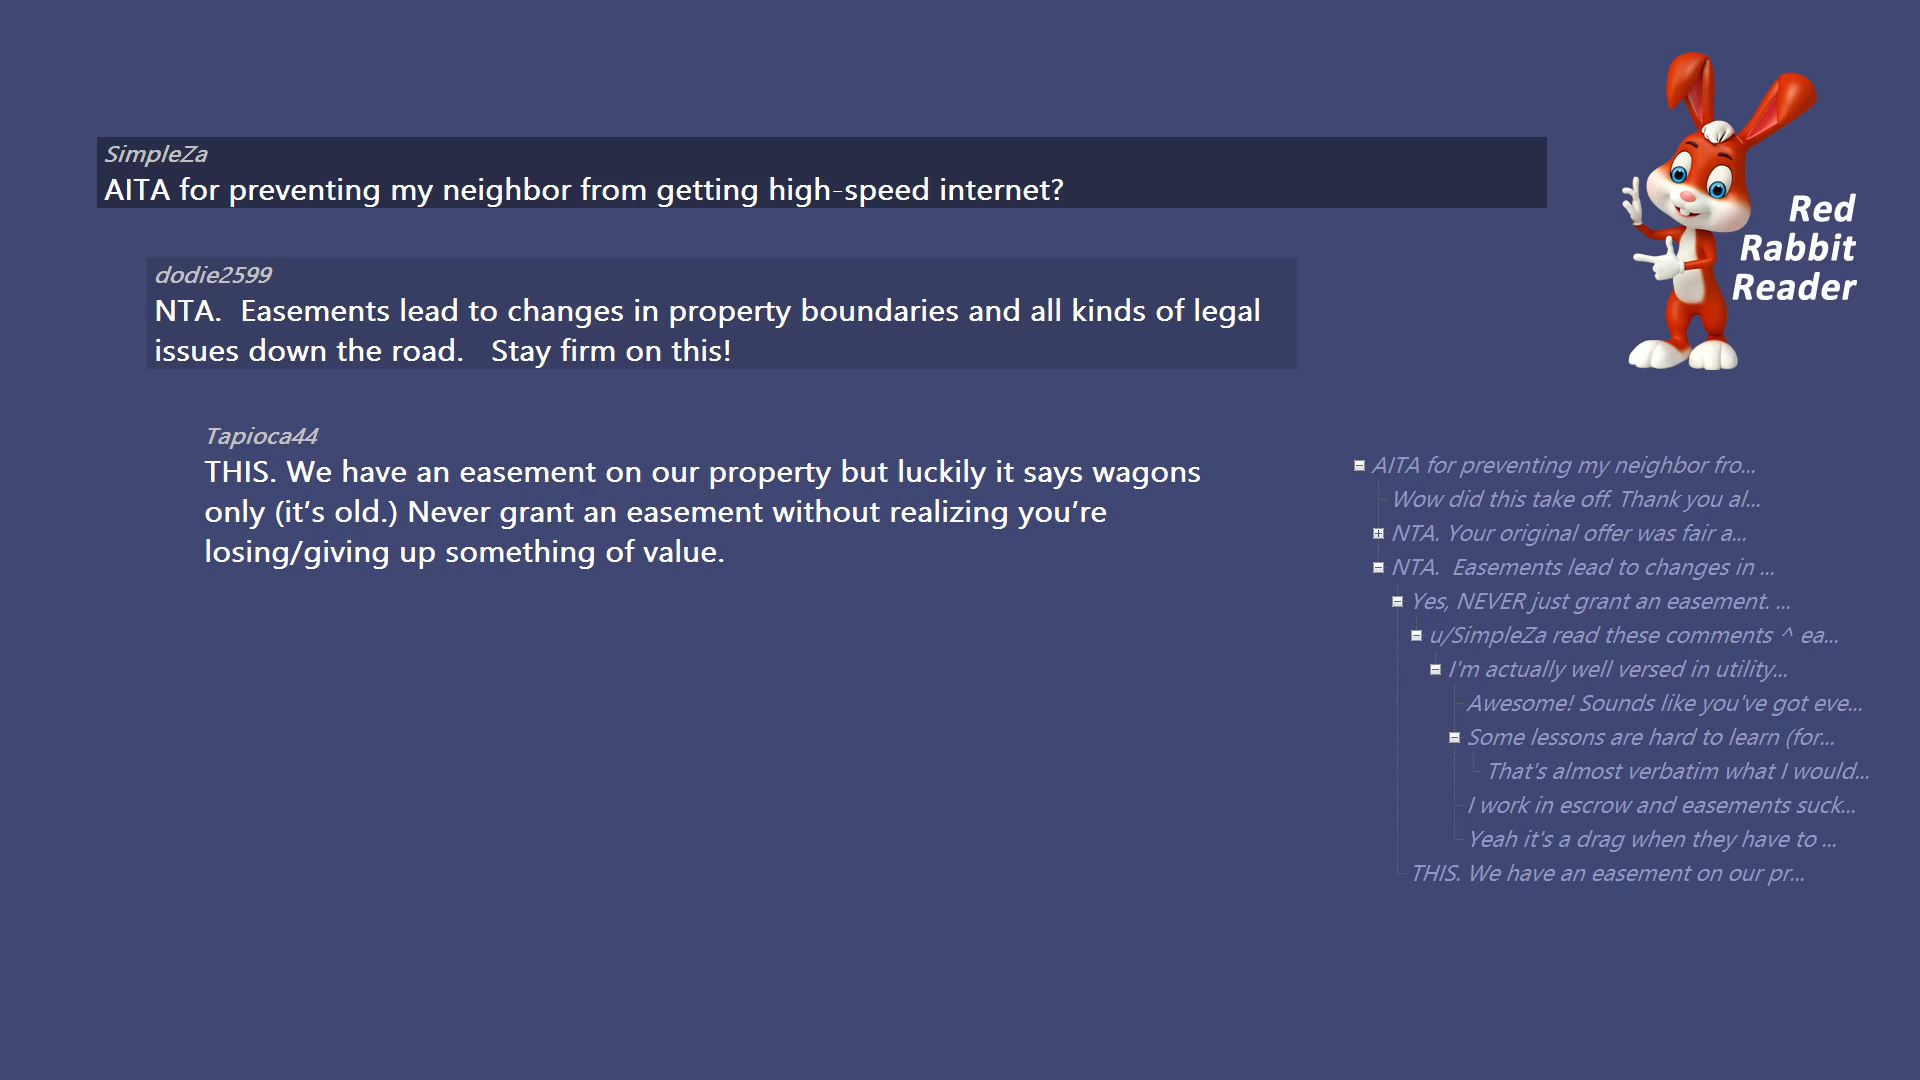 SimpleZa
AITA for preventing my neighbor from getting high-speed internet?
dodie2599
NTA.  Easements lead to changes in property boundaries and all kinds of legal
issues down the road.   Stay firm on this!
Tapioca44
THIS. We have an easement on our property but luckily it says wagons
only (it’s old.) Never grant an easement without realizing you’re
losing/giving up something of value.
Red
Rabbit
Reader
AITA for preventing my neighbor fro...
Wow did this take off. Thank you al...
NTA. Your original offer was fair a...
NTA.  Easements lead to changes in ...
Yes, NEVER just grant an easement. ...
u/SimpleZa read these comments ^ ea...
I'm actually well versed in utility...
Awesome! Sounds like you've got eve...
Some lessons are hard to learn (for...
That's almost verbatim what I would...
I work in escrow and easements suck...
Yeah it's a drag when they have to ...
THIS. We have an easement on our pr...